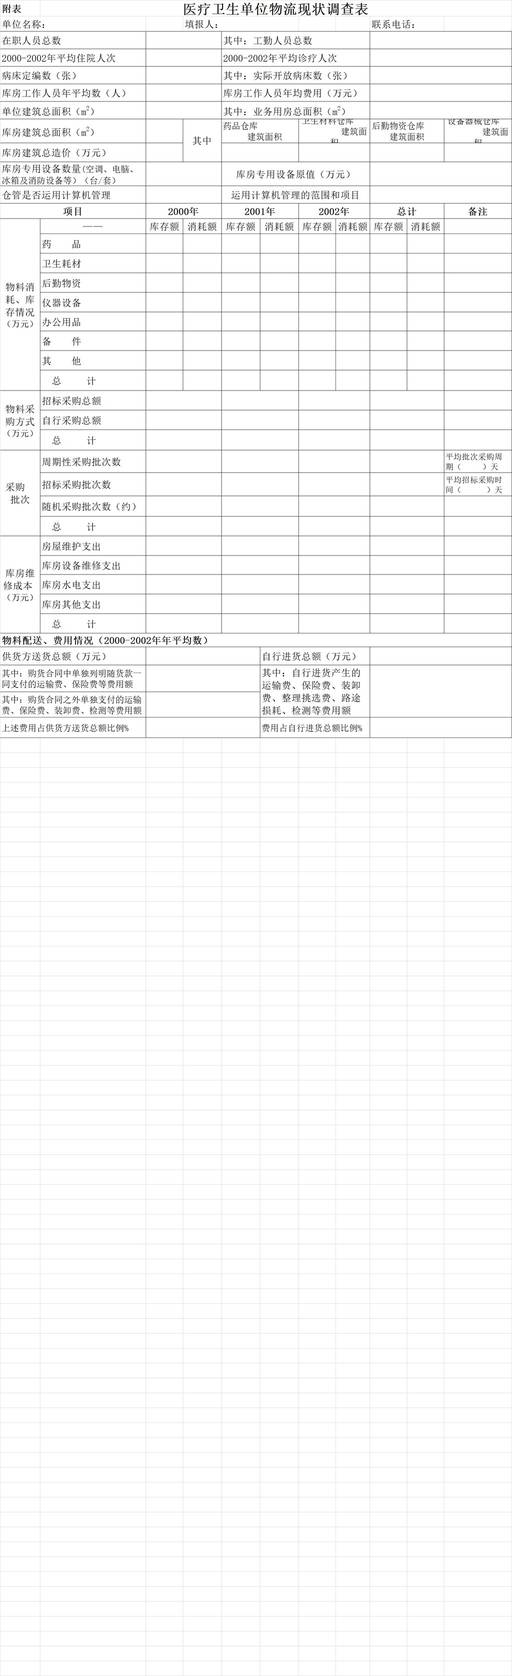 附表 医疗卫生单位物流现状调查表
单位名称： 填报人： 联系电话：
在职人员总数 其中：工勤人员总数
2000-2002年平均住院人次 2000-2002年平均诊疗人次
病床定编数（张） 其中：实际开放病床数（张）
库房工作人员年平均数（人） 库房工作人员年均费用（万元）
单位建筑总面积（m²） 其中：业务用房总面积（m²）
库房建筑总面积（m²） 其中 药品仓库 建筑面积 卫生材料仓库 建筑面积 后勤物资仓库 建筑面积 设备器械仓库 建筑面积
库房建筑总造价（万元）
库房专用设备数量(空调、电脑、
冰箱及消防设备等)（台/套） 库房专用设备原值（万元）
仓管是否运用计算机管理 运用计算机管理的范围和项目
项目 2000年 2001年 2002年 总计 备注
—— 库存额 消耗额 库存额 消耗额 库存额 消耗额 库存额 消耗额
物料消
耗、库
存情况
（万元）
药 品
卫生耗材
后勤物资
仪器设备
办公用品
备 件
其 他
总 计
物料采
购方式
（万元）
招标采购总额
自行采购总额
总 计
采购
批次
周期性采购批次数 平均批次采购周
期（ ）天
招标采购批次数 平均招标采购时
间（ ）天
随机采购批次数（约）
总 计
库房维
修成本
（万元）
房屋维护支出
库房设备维修支出
库房水电支出
库房其他支出
总 计
物料配送、费用情况（2000-2002年年平均数）
供货方送货总额（万元） 自行进货总额（万元）
其中：购货合同中单独列明随货款一
同支付的运输费、保险费等费用额
其中：购货合同之外单独支付的运输
费、保险费、装卸费、检测等费用额
其中：自行进货产生的
运输费、保险费、装卸
费、整理挑选费、路途
损耗、检测等费用额
上述费用占供货方送货总额比例% 费用占自行进货总额比例%